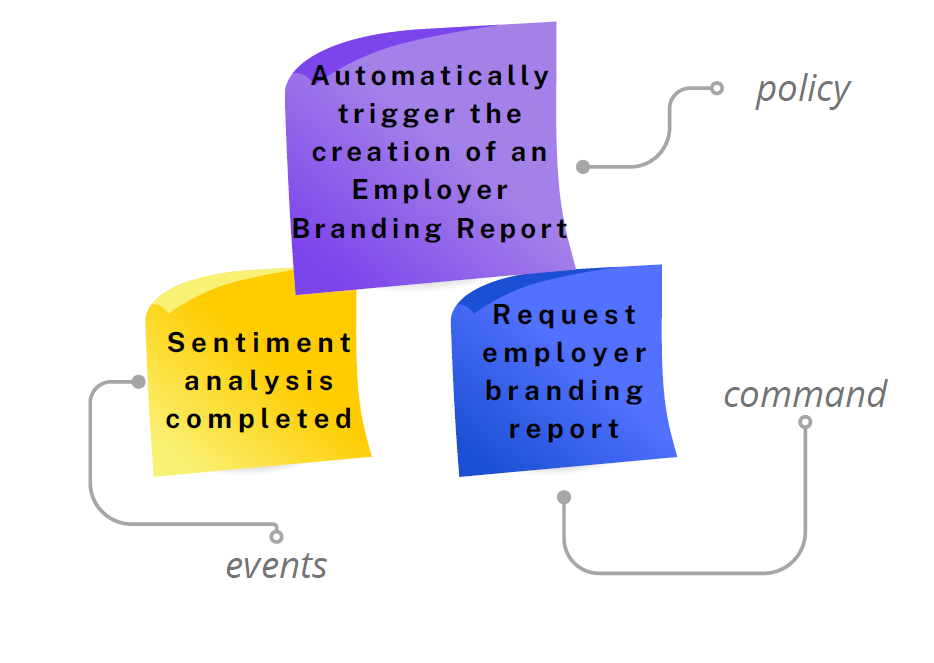 Automatically
trigger the
creation of an
Employer
Branding Report
policy
Sentiment
analysis
completed
Request
employer
branding
report
command
events